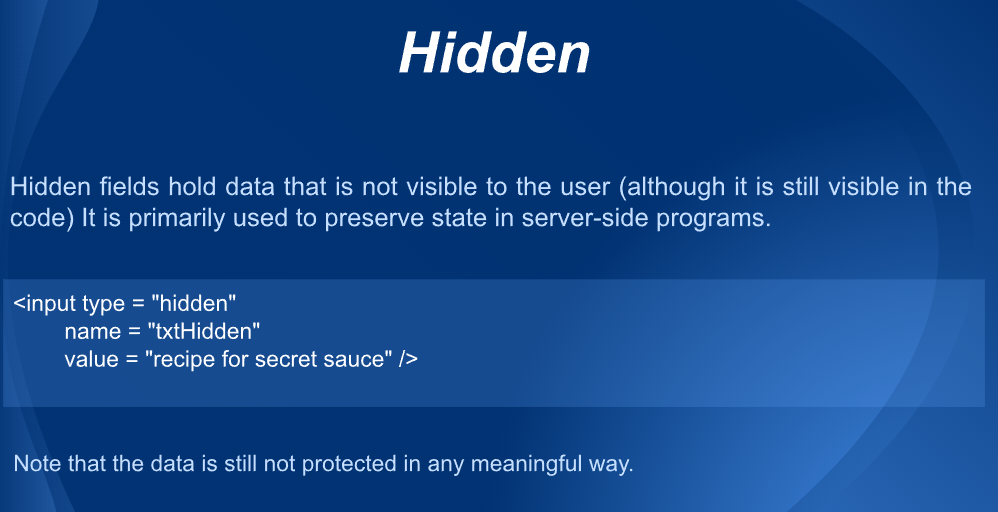 Hidden
Hidden fields hold data that is not visible to the user (although it is still visible in the
code) It is primarily used to preserve state in server-side programs.
<input type = "hidden"
name = "txtHidden"
value = "recipe for secret sauce" />
Note that the data is still not protected in any meaningful way.